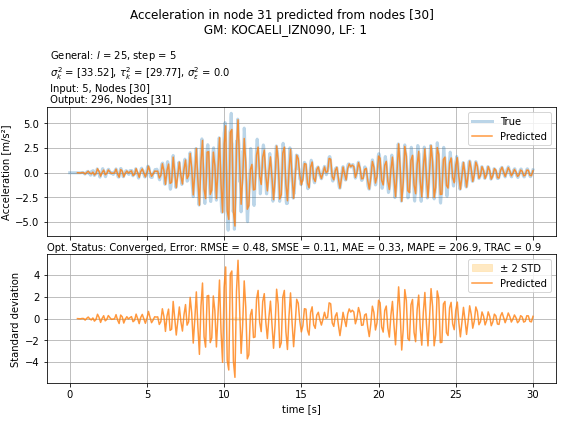 Acceleration in node 31 predicted from nodes [30]
GM: KOCAELI_IZN090, LF: 1
General: l = 25, step = 5
σ²ₖ = [33.52], τ²ₖ = [29.77], σ²ε = 0.0
Input: 5, Nodes [30]
Output: 296, Nodes [31]
Acceleration [m/s²]
5.0
2.5
0.0
−2.5
−5.0
True
Predicted
Opt. Status: Converged, Error: RMSE = 0.48, SMSE = 0.11, MAE = 0.33, MAPE = 206.9, TRAC = 0.9
Standard deviation
4
2
0
−2
−4
± 2 STD
Predicted
0 5 10 15 20 25 30
time [s]